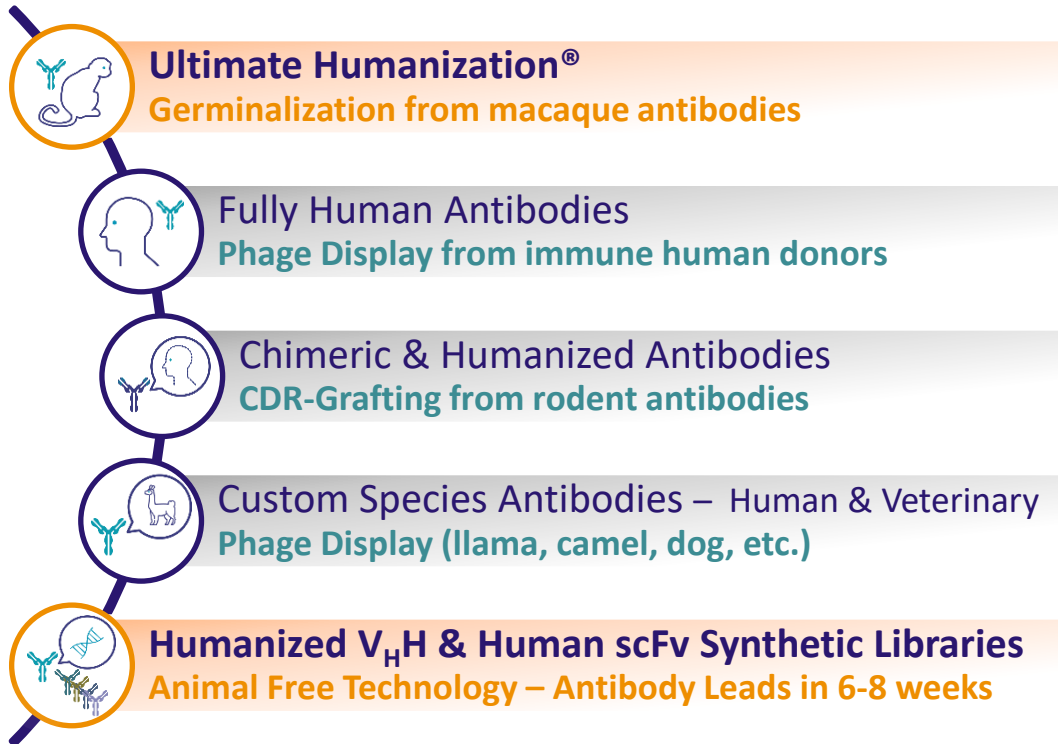 Ultimate Humanization®
Germinalization from macaque antibodies
Fully Human Antibodies
Phage Display from immune human donors
Chimeric & Humanized Antibodies
CDR-Grafting from rodent antibodies
Custom Species Antibodies – Human & Veterinary
Phage Display (llama, camel, dog, etc.)
Humanized VHH & Human scFv Synthetic Libraries
Animal Free Technology – Antibody Leads in 6-8 weeks